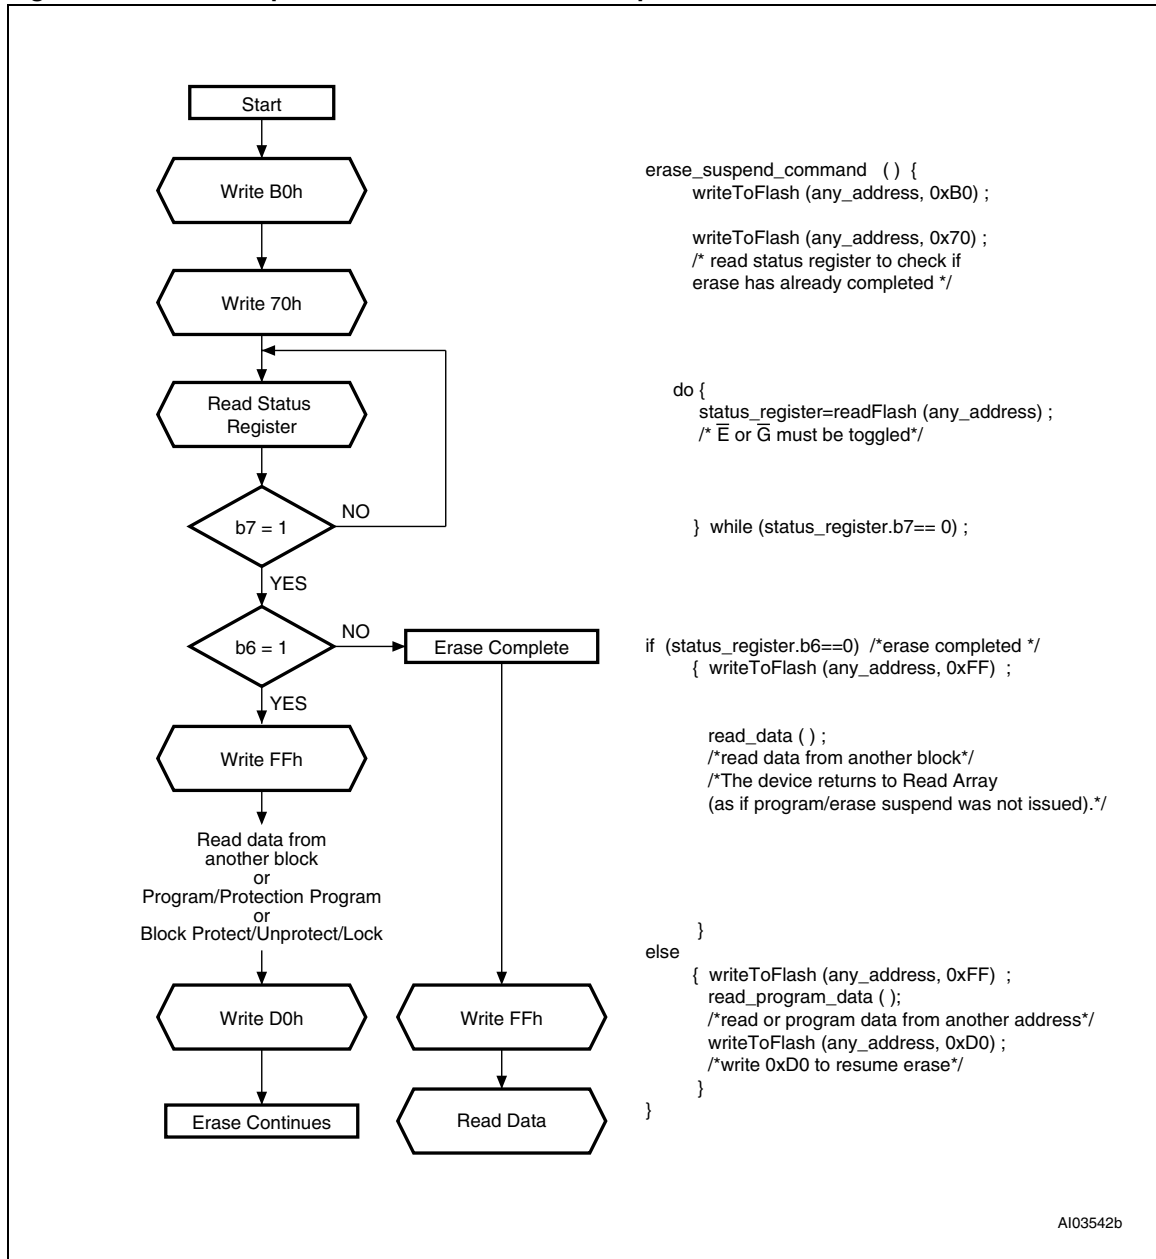 Start
Write B0h
Write 70h
Read Status
Register
b7 = 1
NO
YES
b6 = 1
NO
Erase Complete
YES
Write FFh
Read data from
another block
or
Program/Protection Program
or
Block Protect/Unprotect/Lock
Write D0h
Write FFh
Erase Continues
Read Data
erase_suspend_command ( ) {
writeToFlash (any_address, 0xB0) ;
writeToFlash (any_address, 0x70) ;
/* read status register to check if
erase has already completed */
do {
status_register=readFlash (any_address) ;
/* E̅ or G̅ must be toggled*/
} while (status_register.b7== 0) ;
if (status_register.b6==0) /*erase completed */
{ writeToFlash (any_address, 0xFF) ;
read_data ( ) ;
/*read data from another block*/
/*The device returns to Read Array
(as if program/erase suspend was not issued).*/
}
else
{ writeToFlash (any_address, 0xFF) ;
read_program_data ( );
/*read or program data from another address*/
writeToFlash (any_address, 0xD0) ;
/*write 0xD0 to resume erase*/
}
}
AI03542b